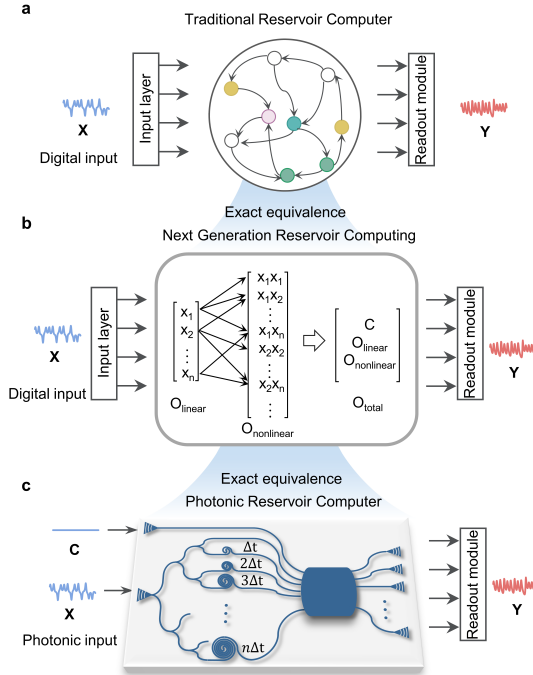 a
Traditional Reservoir Computer
X
Digital input
Input layer
Readout module
Y
Exact equivalence
b
Next Generation Reservoir Computing
X
Digital input
Input layer
x₁
x₂
⋮
xₙ
Oₗᵢₙₑₐᵣ
x₁x₁
x₁x₂
⋮
x₁xₙ
x₂x₂
⋮
x₂xₙ
⋮
Oₙₒₙₗᵢₙₑₐᵣ
C
Oₗᵢₙₑₐᵣ
Oₙₒₙₗᵢₙₑₐᵣ
Oₜₒₜₐₗ
Readout module
Y
Exact equivalence
c
Photonic Reservoir Computer
C
X
Photonic input
Δt
2Δt
3Δt
nΔt
Readout module
Y